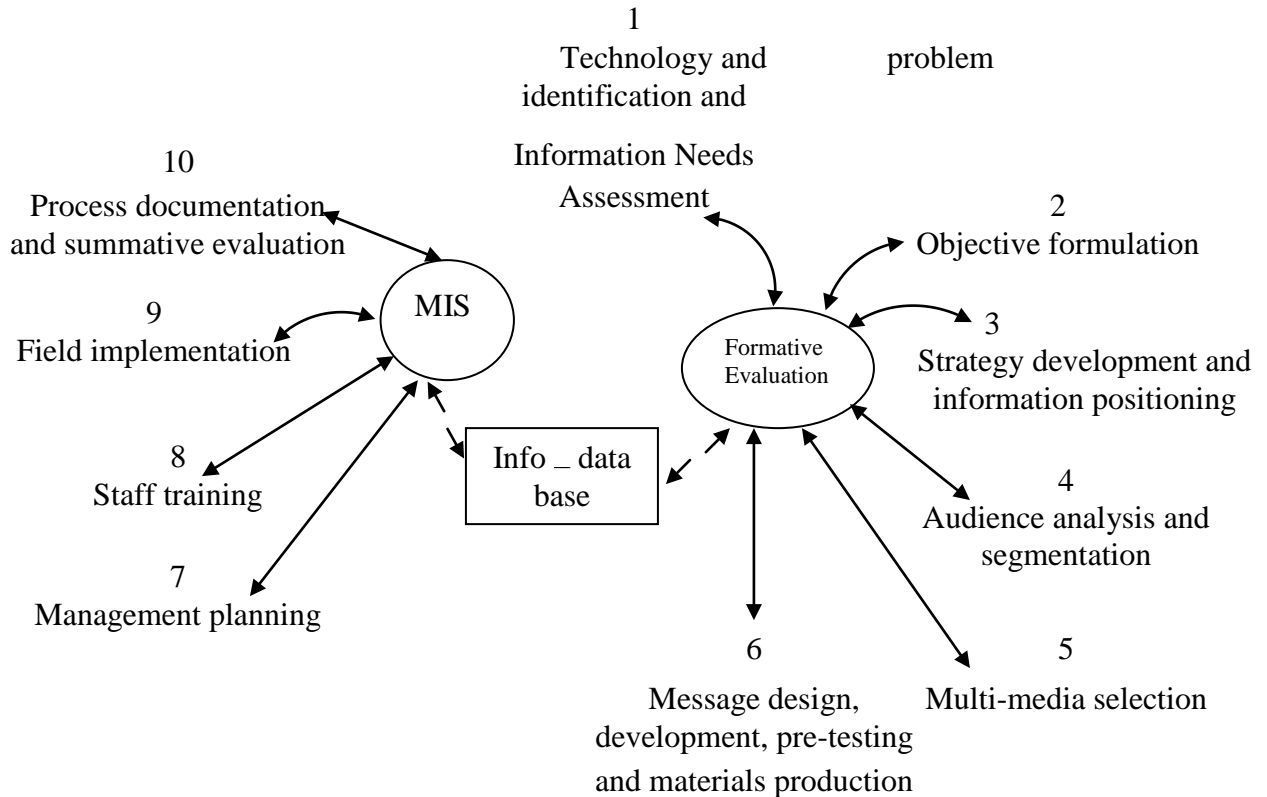 1
Technology and problem
identification and
Information Needs
Assessment
2
Objective formulation
3
Strategy development and
information positioning
4
Audience analysis and
segmentation
5
Multi-media selection
6
Message design,
development, pre-testing
and materials production
7
Management planning
8
Staff training
9
Field implementation
10
Process documentation
and summative evaluation
MIS
Formative
Evaluation
Info _ data
base